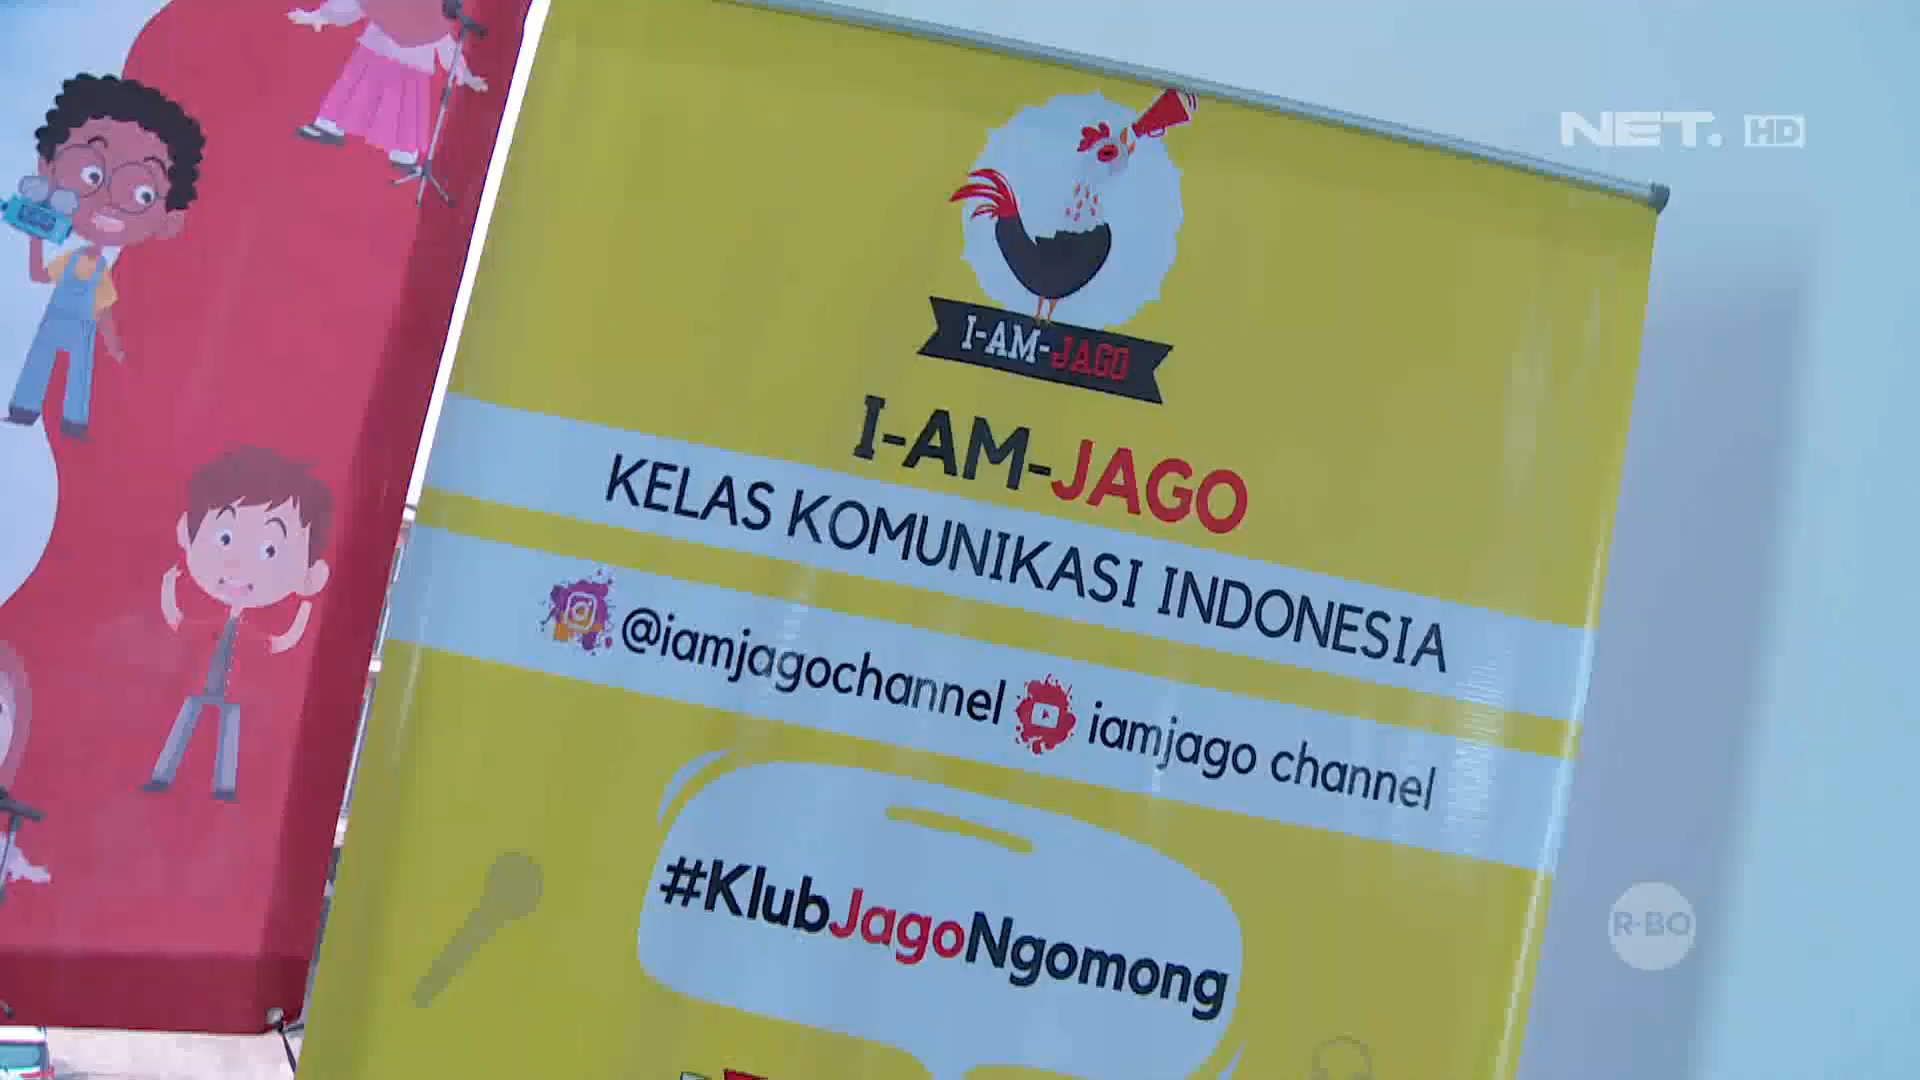 NET. HD
I-AM-JAGO
I-AM-JAGO
KELAS KOMUNIKASI INDONESIA
@iamjagochannel iamjago channel
#KlubJagoNgomong
R-BO